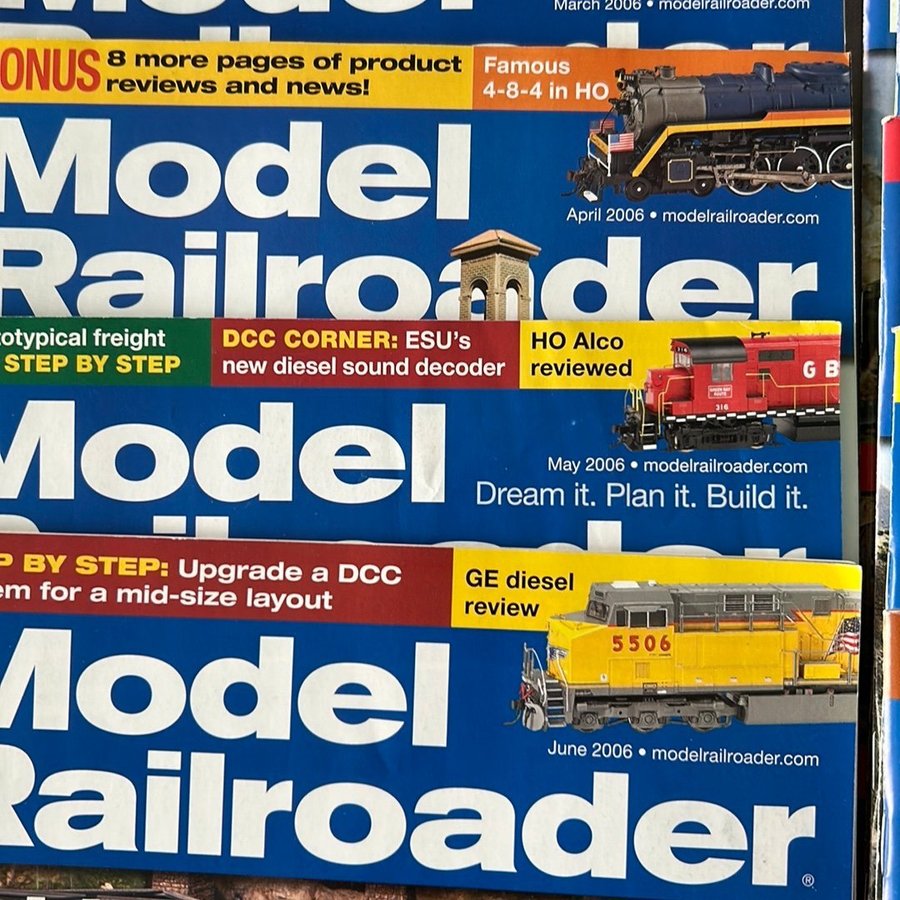 March 2006 • modelrailroader.com
ONUS 8 more pages of product
reviews and news!
Famous
4-8-4 in HO
Model
April 2006 • modelrailroader.com
Railroader
totypical freight
STEP BY STEP
DCC CORNER: ESU's
new diesel sound decoder
HO Alco
reviewed
G B
316
Model
May 2006 • modelrailroader.com
Dream it. Plan it. Build it.
P BY STEP: Upgrade a DCC
em for a mid-size layout
GE diesel
review
5506
Model
June 2006 • modelrailroader.com
Railroader®